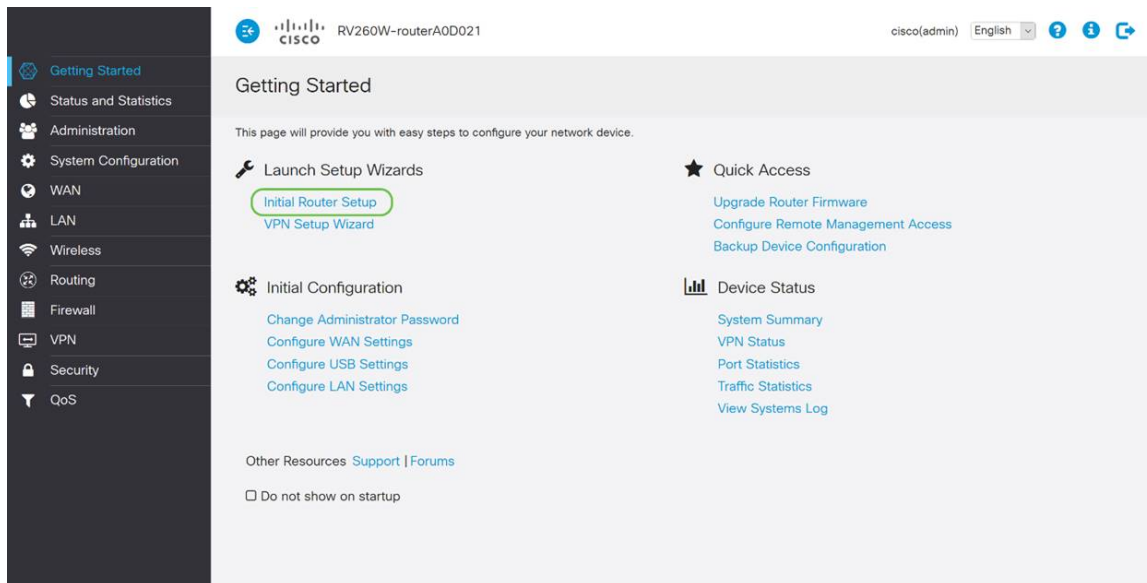 CISCO RV260W-routerA0D021 cisco(admin) English
Getting Started
Status and Statistics
Administration
System Configuration
WAN
LAN
Wireless
Routing
Firewall
VPN
Security
QoS
Getting Started
This page will provide you with easy steps to configure your network device.
Launch Setup Wizards
Initial Router Setup
VPN Setup Wizard
Quick Access
Upgrade Router Firmware
Configure Remote Management Access
Backup Device Configuration
Initial Configuration
Change Administrator Password
Configure WAN Settings
Configure USB Settings
Configure LAN Settings
Device Status
System Summary
VPN Status
Port Statistics
Traffic Statistics
View Systems Log
Other Resources Support | Forums
Do not show on startup